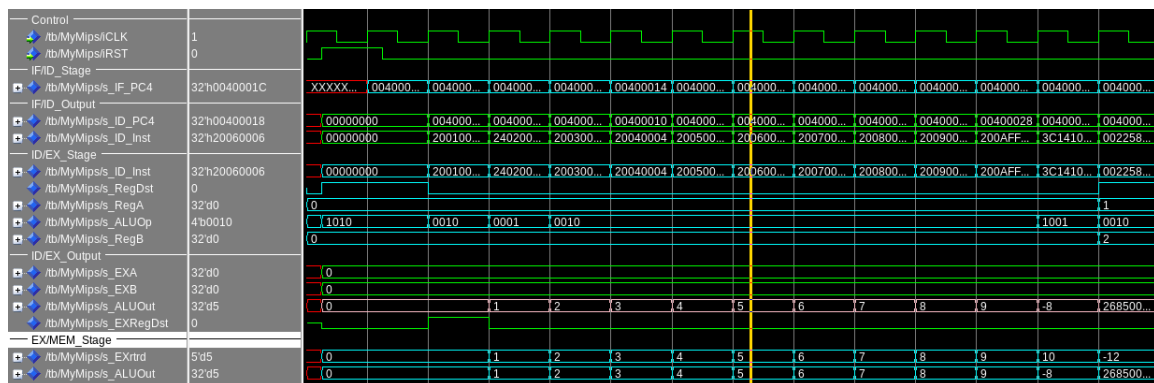 Control
/tb/MyMips/iCLK 1
/tb/MyMips/iRST 0
IF/ID_Stage
/tb/MyMips/s_IF_PC4 32'h0040001C XXXXX... 004000... 004000... 004000... 004000... 00400014 004000... 004000... 004000... 004000... 004000... 004000... 004000... 004000...
IF/ID_Output
/tb/MyMips/s_ID_PC4 32'h00400018 00000000 004000... 004000... 004000... 00400010 004000... 004000... 004000... 004000... 004000... 00400028 004000... 004000...
/tb/MyMips/s_ID_Inst 32'h20060006 00000000 200100... 240200... 200300... 20040004 200500... 200600... 200700... 200800... 200900... 200AFF... 3C1410... 002258...
ID/EX_Stage
/tb/MyMips/s_ID_Inst 32'h20060006 00000000 200100... 240200... 200300... 20040004 200500... 200600... 200700... 200800... 200900... 200AFF... 3C1410... 002258...
/tb/MyMips/s_RegDst 0
/tb/MyMips/s_RegA 32'd0 0 1
/tb/MyMips/s_ALUOp 4'b0010 1010 0010 0001 0010 1001 0010
/tb/MyMips/s_RegB 32'd0 0 2
ID/EX_Output
/tb/MyMips/s_EXA 32'd0 0
/tb/MyMips/s_EXB 32'd0 0
/tb/MyMips/s_ALUOut 32'd5 0 1 2 3 4 5 6 7 8 9 -8 268500...
/tb/MyMips/s_EXRegDst 0
EX/MEM_Stage
/tb/MyMips/s_EXrtrd 5'd5 0 1 2 3 4 5 6 7 8 9 10 -12
/tb/MyMips/s_ALUOut 32'd5 0 1 2 3 4 5 6 7 8 9 -8 268500...